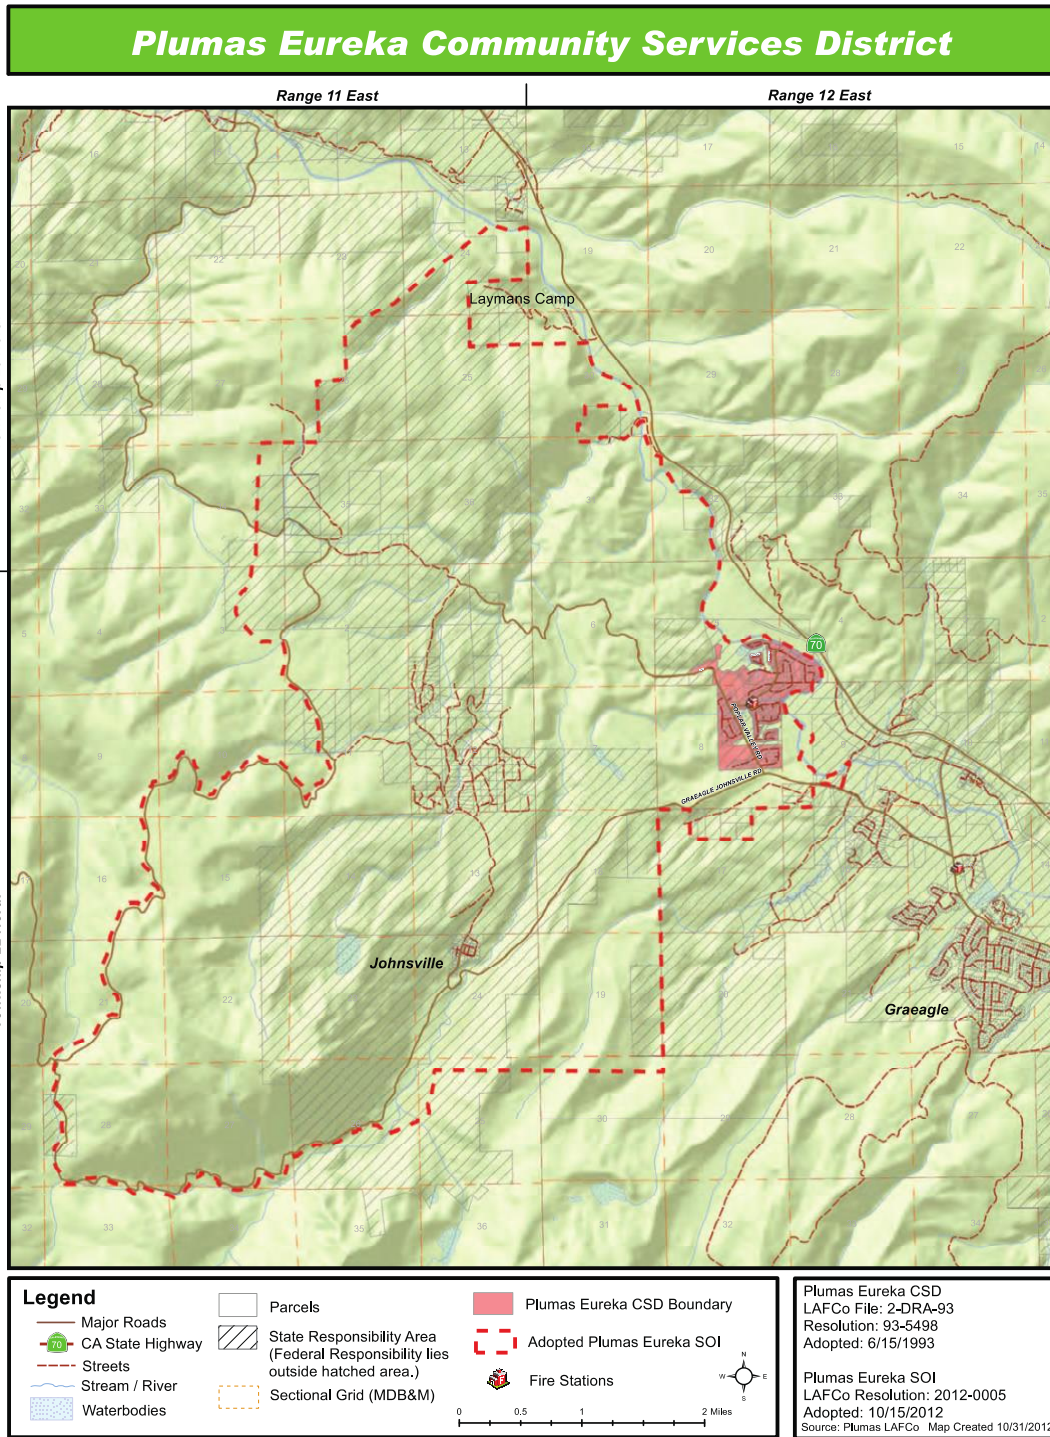 Plumas Eureka Community Services District
Range 11 East
Range 12 East
Laymans Camp
70
POPLAR VALLEY RD
GRAEAGLE JOHNSVILLE RD
Johnsville
Graeagle
Legend
Major Roads
70 CA State Highway
Streets
Stream / River
Waterbodies
Parcels
State Responsibility Area
(Federal Responsibility lies
outside hatched area.)
Sectional Grid (MDB&M)
Plumas Eureka CSD Boundary
Adopted Plumas Eureka SOI
Fire Stations
N
W E
S
0 0.5 1 2 Miles
Plumas Eureka CSD
LAFCo File: 2-DRA-93
Resolution: 93-5498
Adopted: 6/15/1993
Plumas Eureka SOI
LAFCo Resolution: 2012-0005
Adopted: 10/15/2012
Source: Plumas LAFCo Map Created 10/31/2012